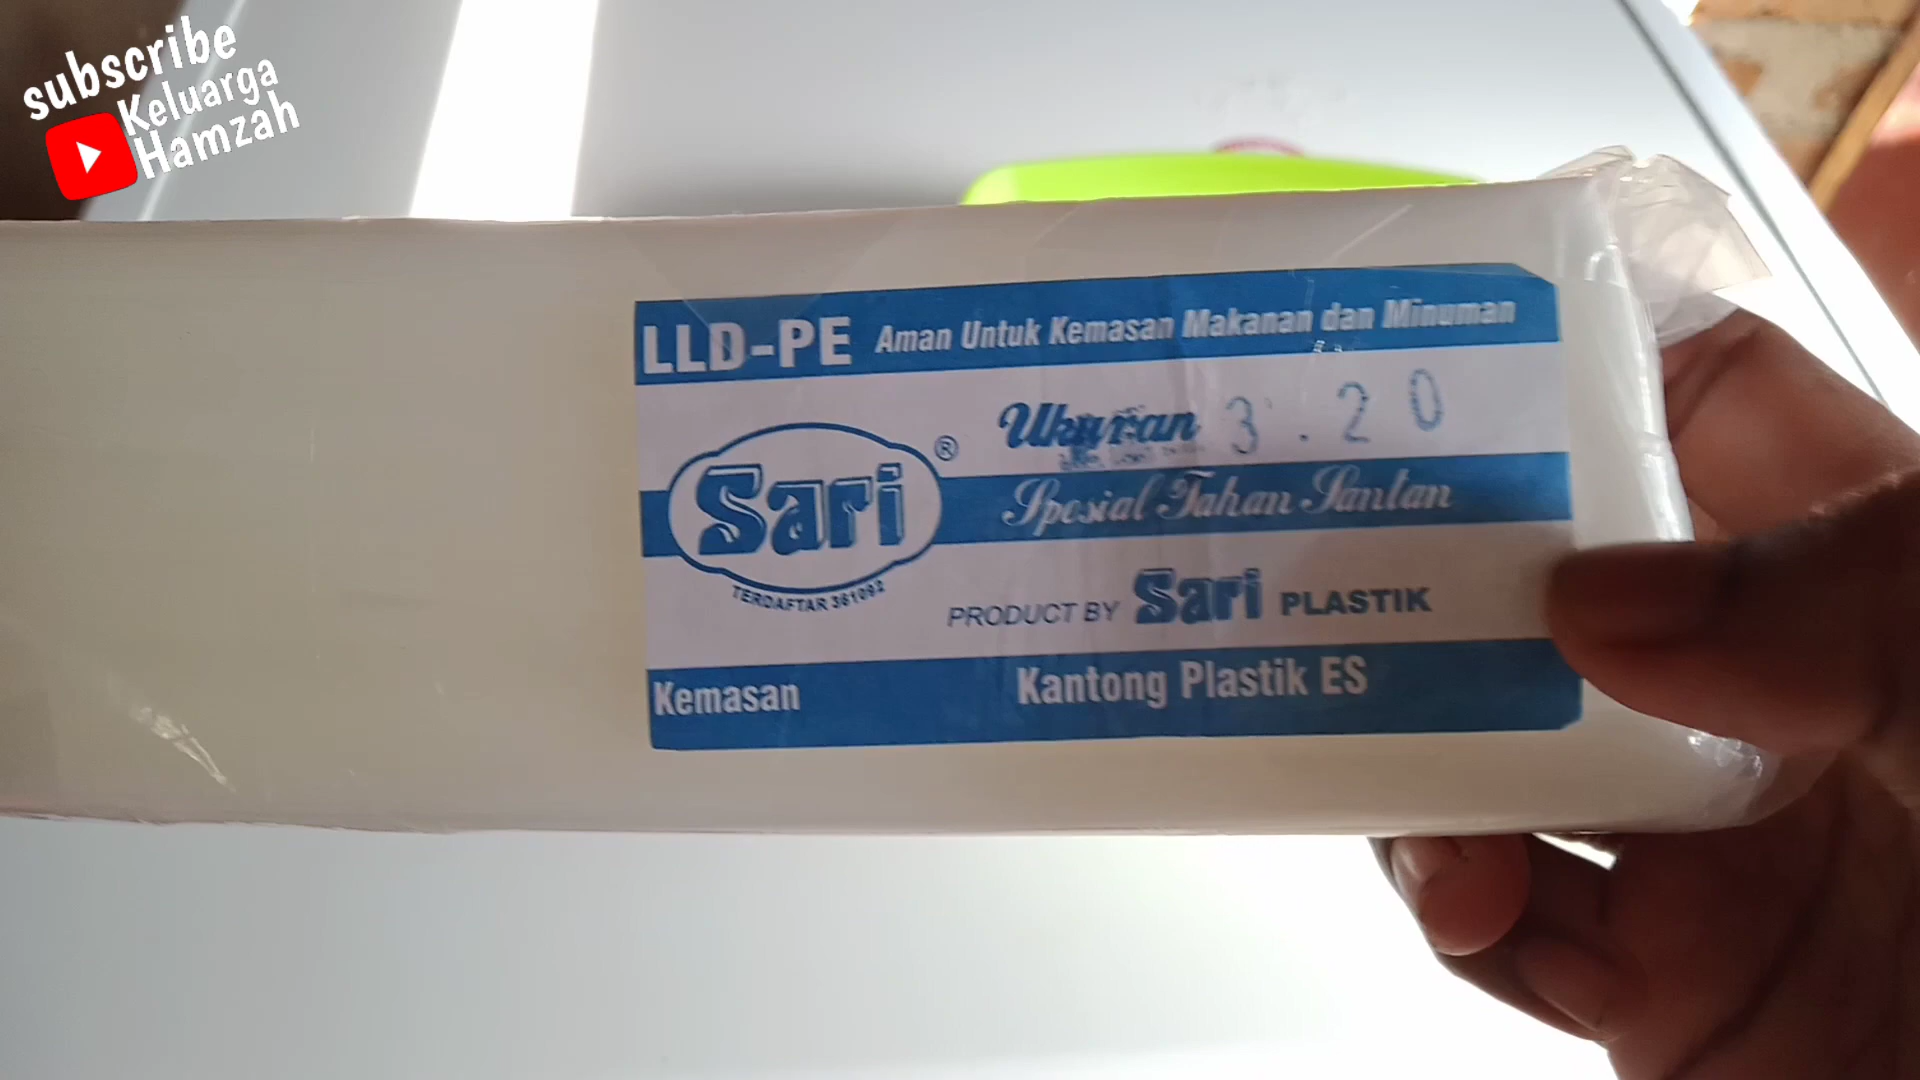 subscribe
Keluarga
Hamzah
LLD-PE Aman Untuk Kemasan Makanan dan Minuman
Ukuran 3.20
Sari ®
Spesial Tahan Santan
TERDAFTAR 361092
PRODUCT BY Sari PLASTIK
Kemasan Kantong Plastik ES